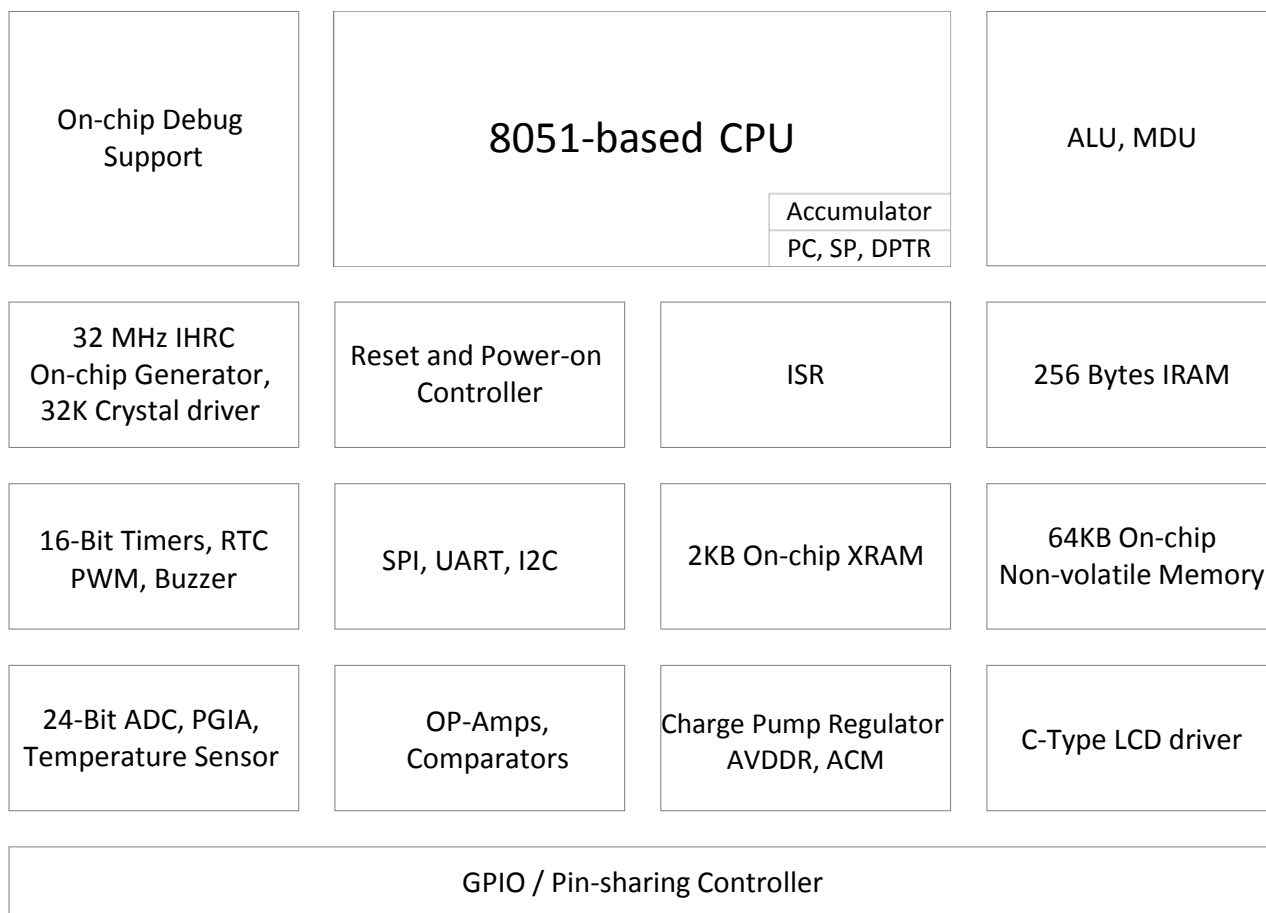 On-chip Debug
Support
8051-based CPU
Accumulator
PC, SP, DPTR
ALU, MDU
32 MHz IHRC
On-chip Generator,
32K Crystal driver
Reset and Power-on
Controller
ISR
256 Bytes IRAM
16-Bit Timers, RTC
PWM, Buzzer
SPI, UART, I2C
2KB On-chip XRAM
64KB On-chip
Non-volatile Memory
24-Bit ADC, PGIA,
Temperature Sensor
OP-Amps,
Comparators
Charge Pump Regulator
AVDDR, ACM
C-Type LCD driver
GPIO / Pin-sharing Controller